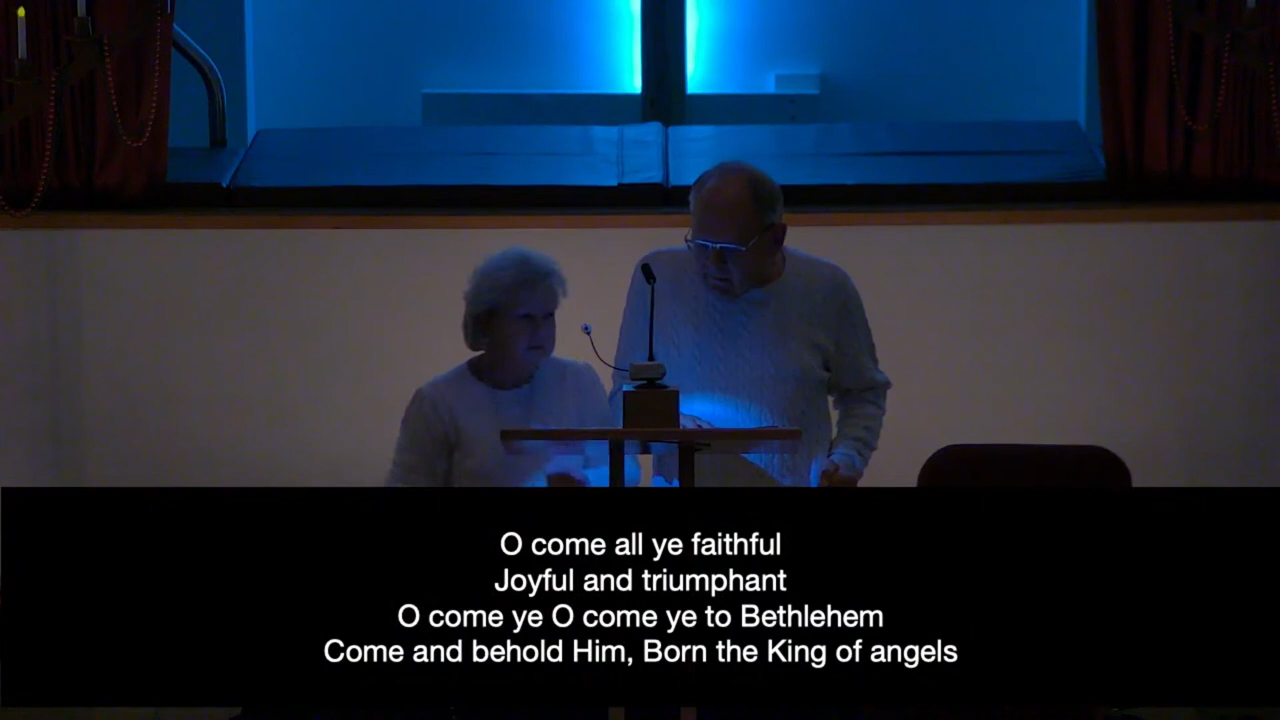 O come all ye faithful
Joyful and triumphant
O come ye O come ye to Bethlehem
Come and behold Him, Born the King of angels